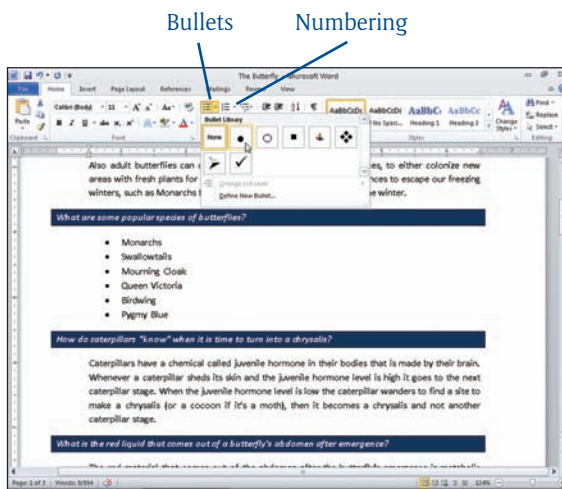 Bullets Numbering
The Butterfly - Microsoft Word
File Home Insert Page Layout References Mailings Review View
Calibri (Body) 11
AaBbCcDc AaBbC AaBbCc
Paste
Heading 1 Heading 2
Change Styles
Find
Replace
Select
Clipboard Font Styles Editing
Bullet Library
None
Change List Level
Define New Bullet...
Also adult butterflies can es, to either colonize new
areas with fresh plants for nces to escape our freezing
winters, such as Monarchs he winter.
What are some popular species of butterflies?
• Monarchs
• Swallowtails
• Mourning Cloak
• Queen Victoria
• Birdwing
• Pygmy Blue
How do caterpillars "know" when it is time to turn into a chrysalis?
Caterpillars have a chemical called juvenile hormone in their bodies that is made by their brain.
Whenever a caterpillar sheds its skin and the juvenile hormone level is high it goes to the next
caterpillar stage. When the juvenile hormone level is low the caterpillar wanders to find a site to
make a chrysalis (or a cocoon if it's a moth), then it becomes a chrysalis and not another
caterpillar stage.
What is the red liquid that comes out of a butterfly's abdomen after emergence?
Page: 1 of 3 Words: 9/994 124%